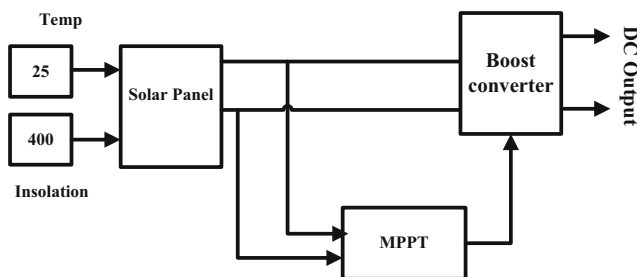 Temp
25
400
Insolation
Solar Panel
Boost
converter
DC Output
MPPT